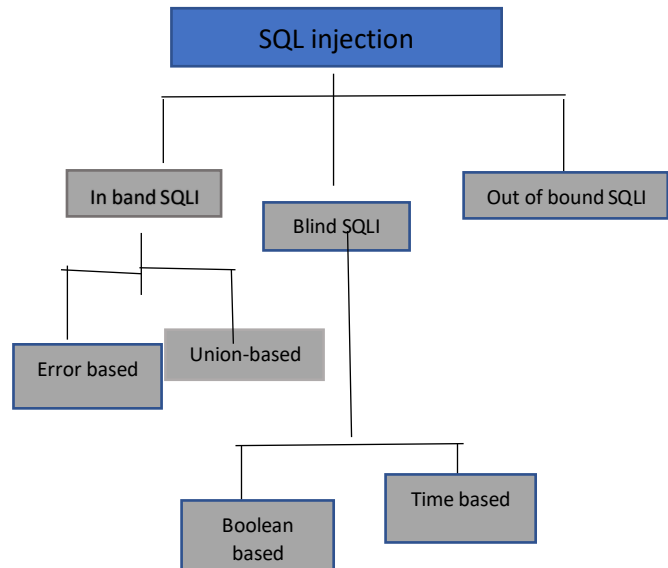 SQL injection
In band SQLI
Blind SQLI
Out of bound SQLI
Error based
Union-based
Boolean
based
Time based